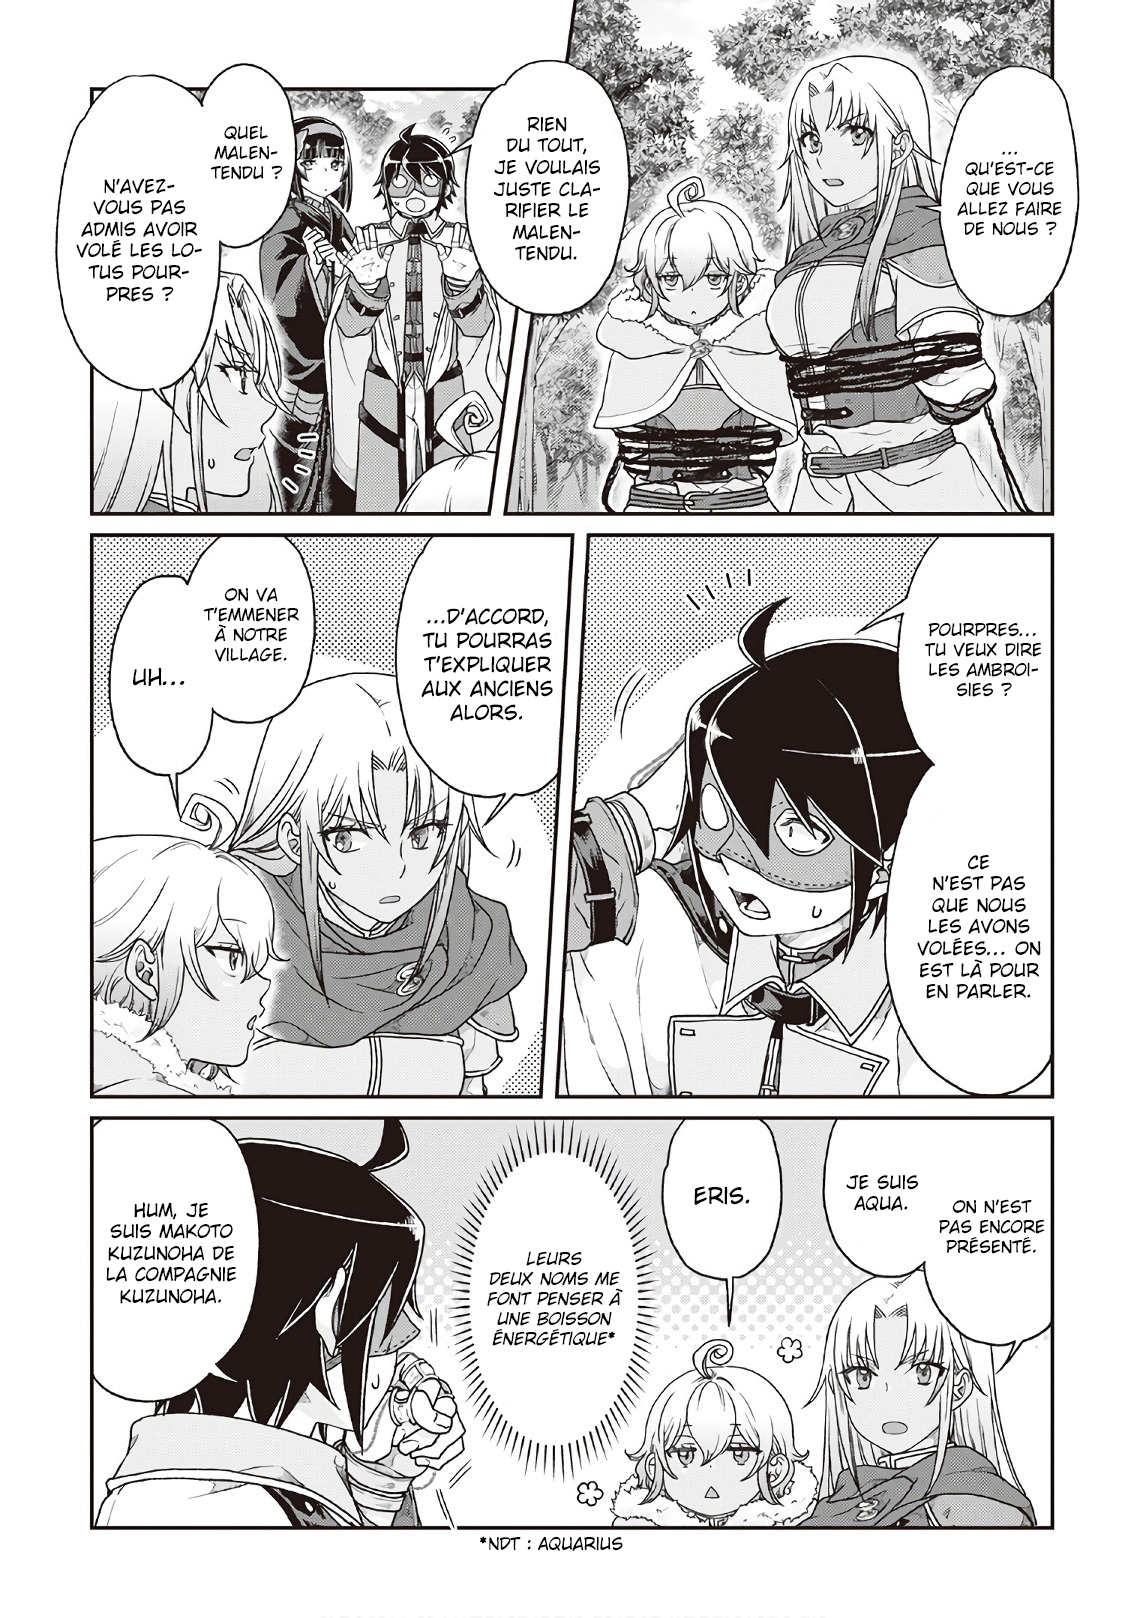 ...
QU'EST-CE
QUE VOUS
ALLEZ FAIRE
DE NOUS ?
RIEN
DU TOUT,
JE VOULAIS
JUSTE CLA-
RIFIER LE
MALEN-
TENDU.
QUEL
MALEN-
TENDU ?
N'AVEZ-
VOUS PAS
ADMIS AVOIR
VOLÉ LES LO-
TUS POUR-
PRES ?
POURPRES...
TU VEUX DIRE
LES AMBROI-
SIES ?
CE
N'EST PAS
QUE NOUS
LES AVONS
VOLÉES... ON
EST LÀ POUR
EN PARLER.
...D'ACCORD,
TU POURRAS
T'EXPLIQUER
AUX ANCIENS
ALORS.
ON VA
T'EMMENER
À NOTRE
VILLAGE.
UH...
ON N'EST
PAS ENCORE
PRÉSENTÉ.
JE SUIS
AQUA.
ERIS.
LEURS
DEUX NOMS ME
FONT PENSER À
UNE BOISSON
ÉNERGÉTIQUE*
HUM, JE
SUIS MAKOTO
KUZUNOHA DE
LA COMPAGNIE
KUZUNOHA.
*NDT : AQUARIUS